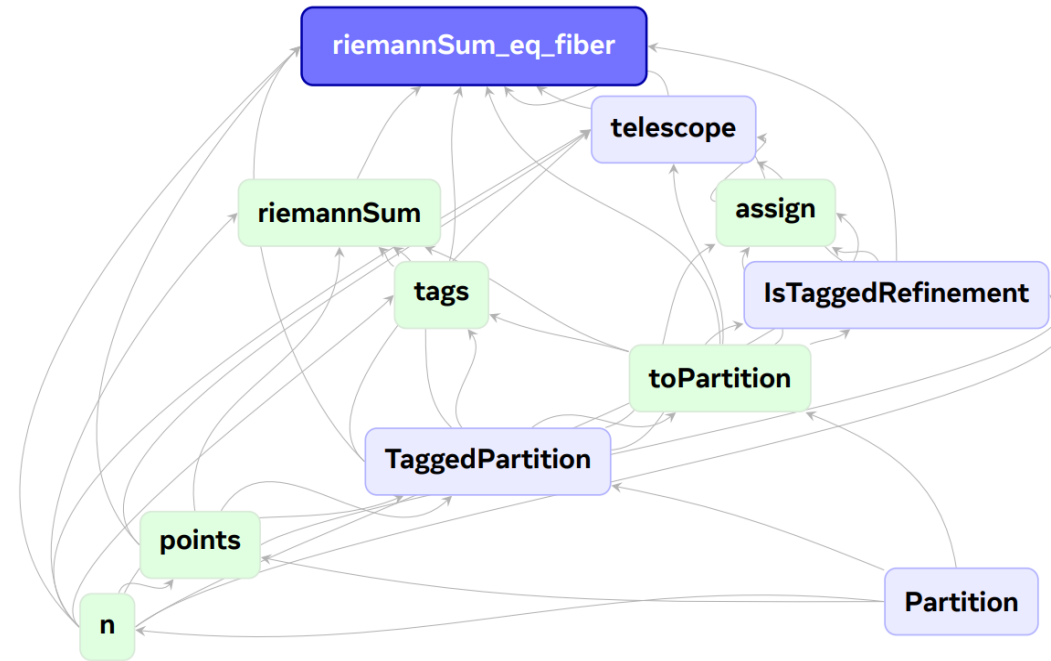 riemannSum_eq_fiber
telescope
riemannSum
assign
tags
IsTaggedRefinement
toPartition
TaggedPartition
points
Partition
n